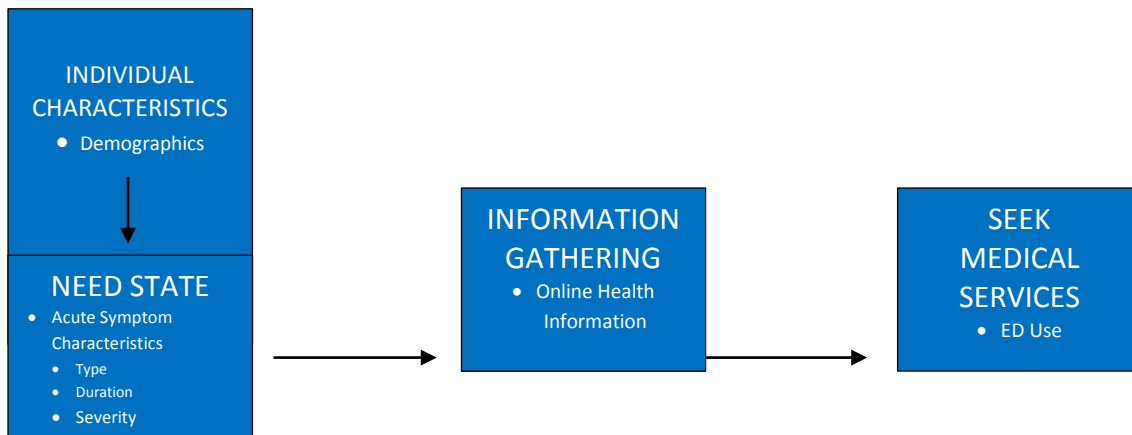 INDIVIDUAL
CHARACTERISTICS
• Demographics
NEED STATE
• Acute Symptom
Characteristics
• Type
• Duration
• Severity
INFORMATION
GATHERING
• Online Health
Information
SEEK
MEDICAL
SERVICES
• ED Use